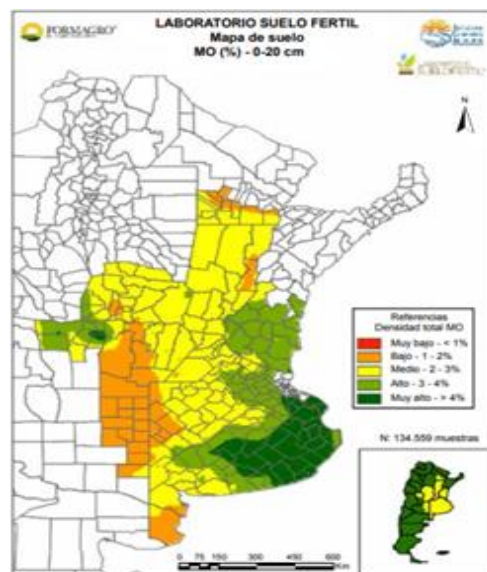 FORMAGRO
LABORATORIO SUELO FERTIL
Mapa de suelo
MO (%) - 0-20 cm
N
Referencias
Densidad total MO
Muy bajo - < 1%
Bajo - 1 - 2%
Medio - 2 - 3%
Alto - 3 - 4%
Muy alto - > 4%
N: 134.559 muestras
0 75 150 300 450 600
Km